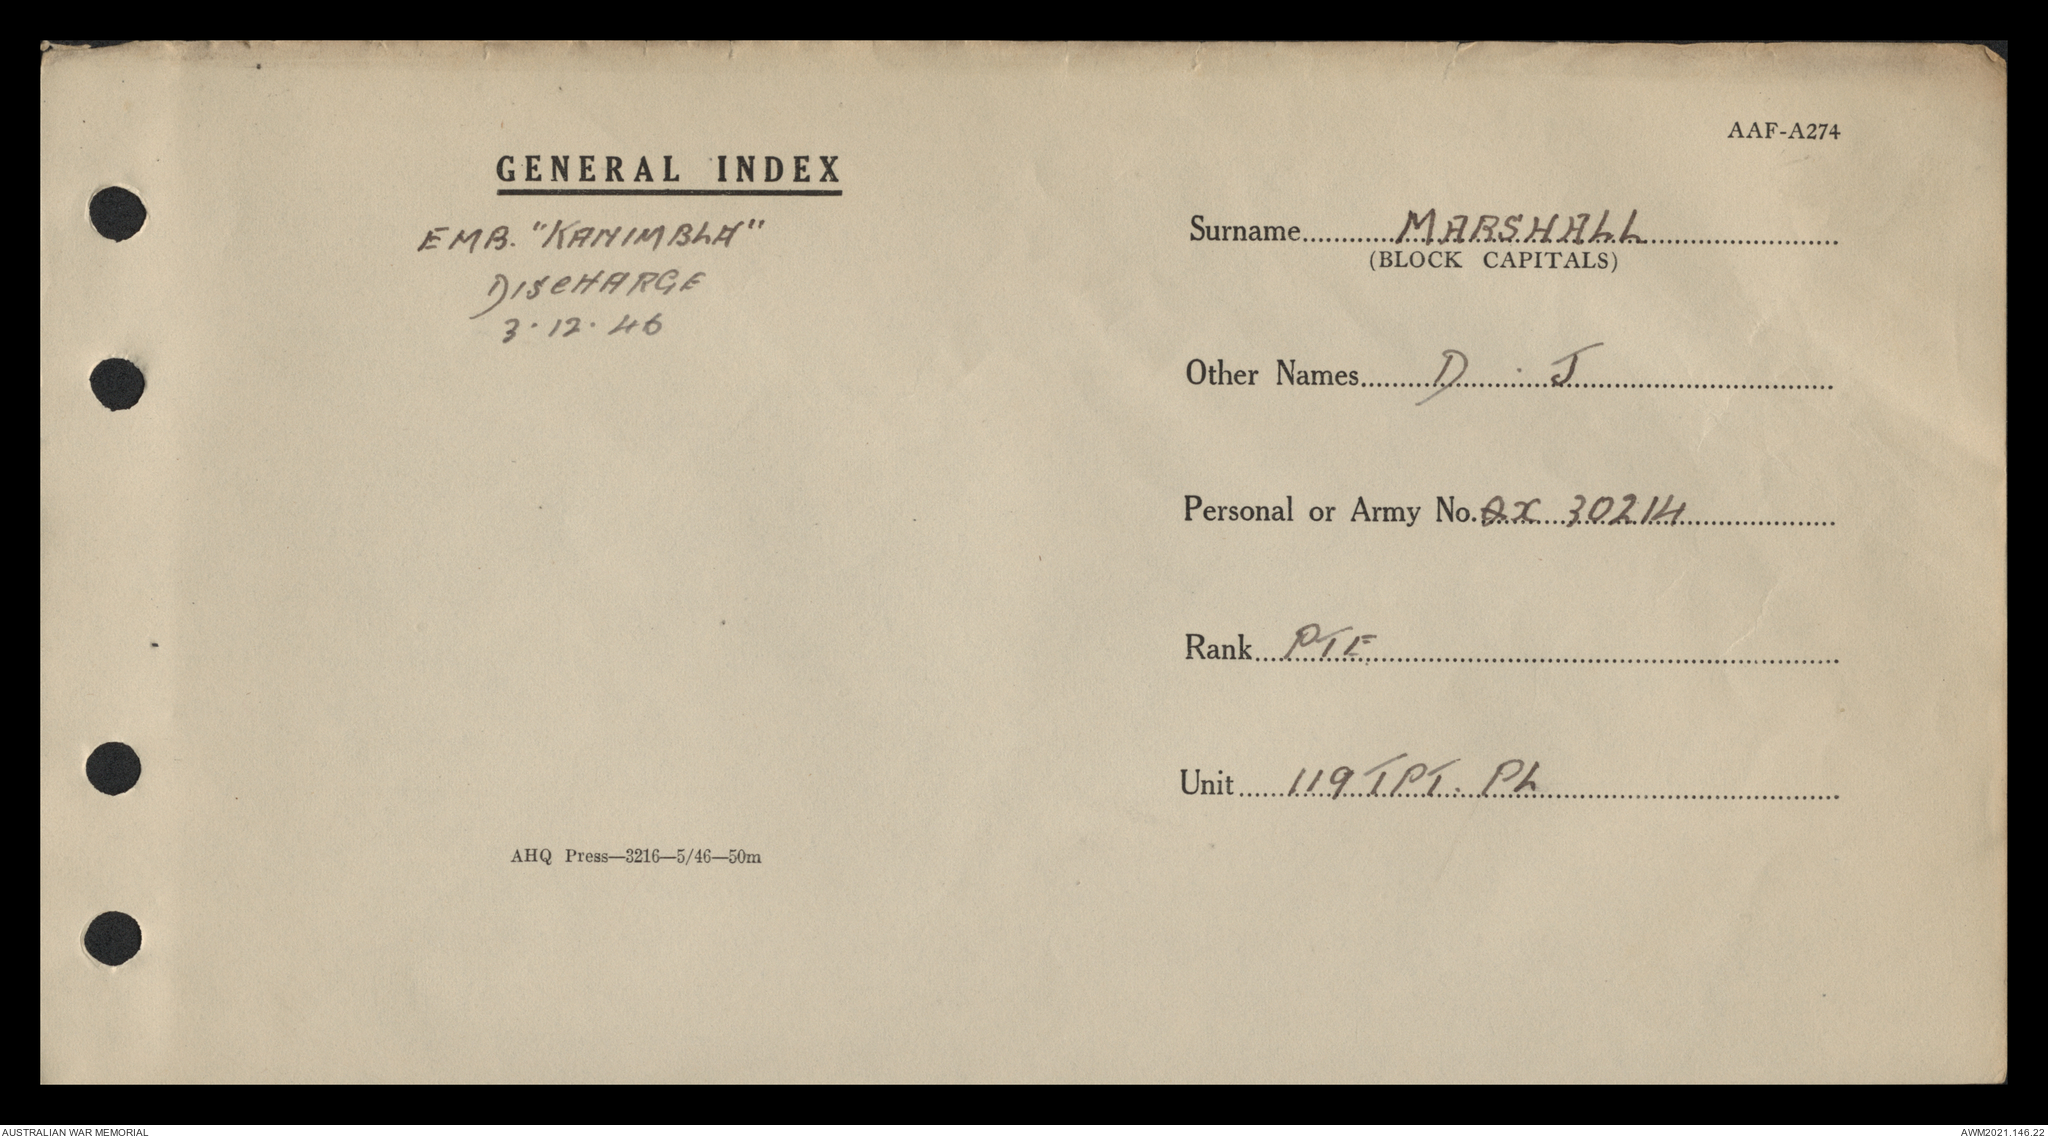 AAF-A274
GENERAL INDEX
EMB. "KANIMBLA"
DISCHARGE
3.12.46
Surname MARSHALL
(BLOCK CAPITALS)
Other Names D. J
Personal or Army No. QX 30214
Rank PTE
Unit 119 TPT. PL
AHQ Press—3216—5/46—50m
AUSTRALIAN WAR MEMORIAL
AWM2021.146.22